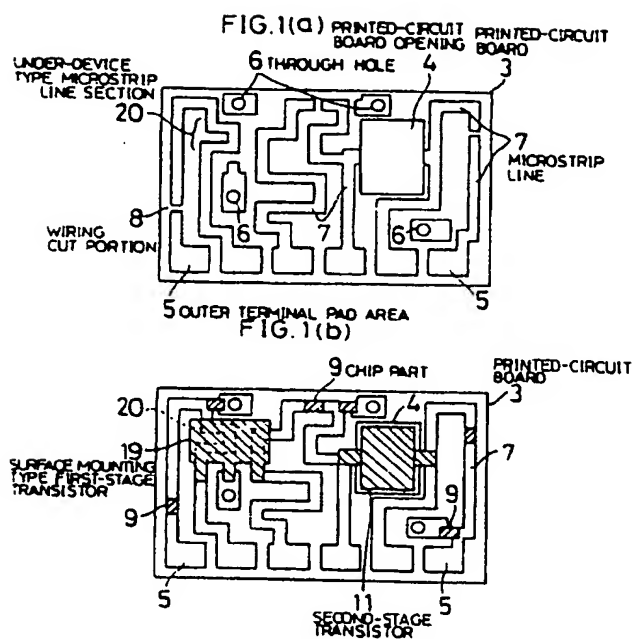 FIG.1(a)
PRINTED-CIRCUIT
BOARD OPENING
PRINTED-CIRCUIT
BOARD
UNDER-DEVICE
TYPE MICROSTRIP
LINE SECTION
6 THROUGH HOLE
4
3
20
7
MICROSTRIP
LINE
8
WIRING
CUT PORTION
6
7
6
5
5
OUTER TERMINAL PAD AREA
FIG.1(b)
9 CHIP PART
PRINTED-CIRCUIT
BOARD
4
3
20
19
7
SURFACE MOUNTING
TYPE FIRST-STAGE
TRANSISTOR
9
9
5
11
5
SECOND-STAGE
TRANSISTOR